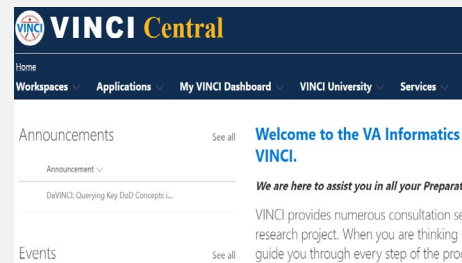 VINCI VINCI Central
Home
Workspaces Applications My VINCI Dashboard VINCI University Services
Announcements See all
Announcement
DaVINCI: Querying Key DoD Concepts i...
Events See all
Welcome to the VA Informatics
VINCI.
We are here to assist you in all your Preparat
VINCI provides numerous consultation se
research project. When you are thinking
guide you through every step of the proc